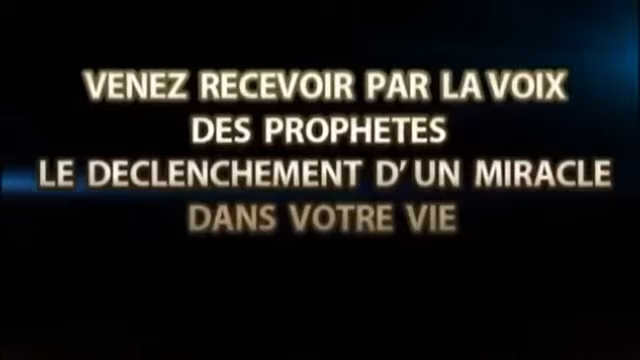 VENEZ RECEVOIR PAR LA VOIX
DES PROPHETES
LE DECLENCHEMENT D'UN MIRACLE
DANS VOTRE VIE